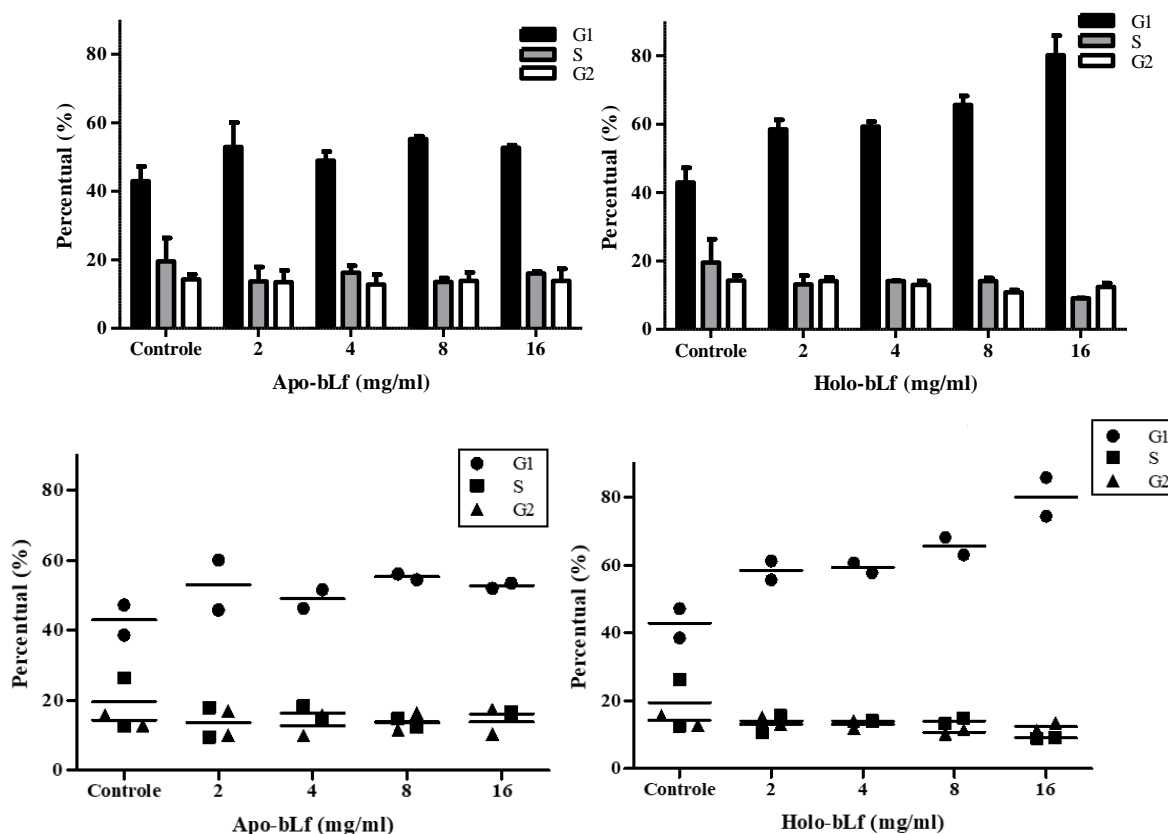 G1
S
G2
Percentual (%)
80
60
40
20
0
Controle 2 4 8 16
Apo-bLf (mg/ml)
G1
S
G2
Percentual (%)
80
60
40
20
0
Controle 2 4 8 16
Holo-bLf (mg/ml)
G1
S
G2
Percentual (%)
80
60
40
20
0
Controle 2 4 8 16
Apo-bLf (mg/ml)
G1
S
G2
Percentual (%)
80
60
40
20
0
Controle 2 4 8 16
Holo-bLf (mg/ml)